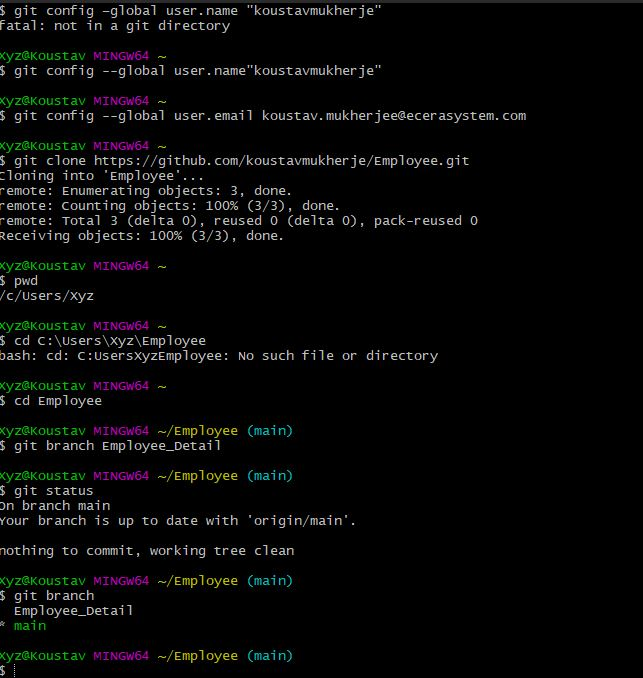 $ git config –global user.name "koustavmukherje"
fatal: not in a git directory
Xyz@Koustav MINGW64 ~
$ git config --global user.name"koustavmukherje"
Xyz@Koustav MINGW64 ~
$ git config --global user.email koustav.mukherjee@ecerasystem.com
Xyz@Koustav MINGW64 ~
$ git clone https://github.com/koustavmukherje/Employee.git
Cloning into 'Employee'...
remote: Enumerating objects: 3, done.
remote: Counting objects: 100% (3/3), done.
remote: Total 3 (delta 0), reused 0 (delta 0), pack-reused 0
Receiving objects: 100% (3/3), done.
Xyz@Koustav MINGW64 ~
$ pwd
/c/Users/Xyz
Xyz@Koustav MINGW64 ~
$ cd C:\Users\Xyz\Employee
bash: cd: C:UsersXyzEmployee: No such file or directory
Xyz@Koustav MINGW64 ~
$ cd Employee
Xyz@Koustav MINGW64 ~/Employee (main)
$ git branch Employee_Detail
Xyz@Koustav MINGW64 ~/Employee (main)
$ git status
On branch main
Your branch is up to date with 'origin/main'.
nothing to commit, working tree clean
Xyz@Koustav MINGW64 ~/Employee (main)
$ git branch
Employee_Detail
* main
Xyz@Koustav MINGW64 ~/Employee (main)
$